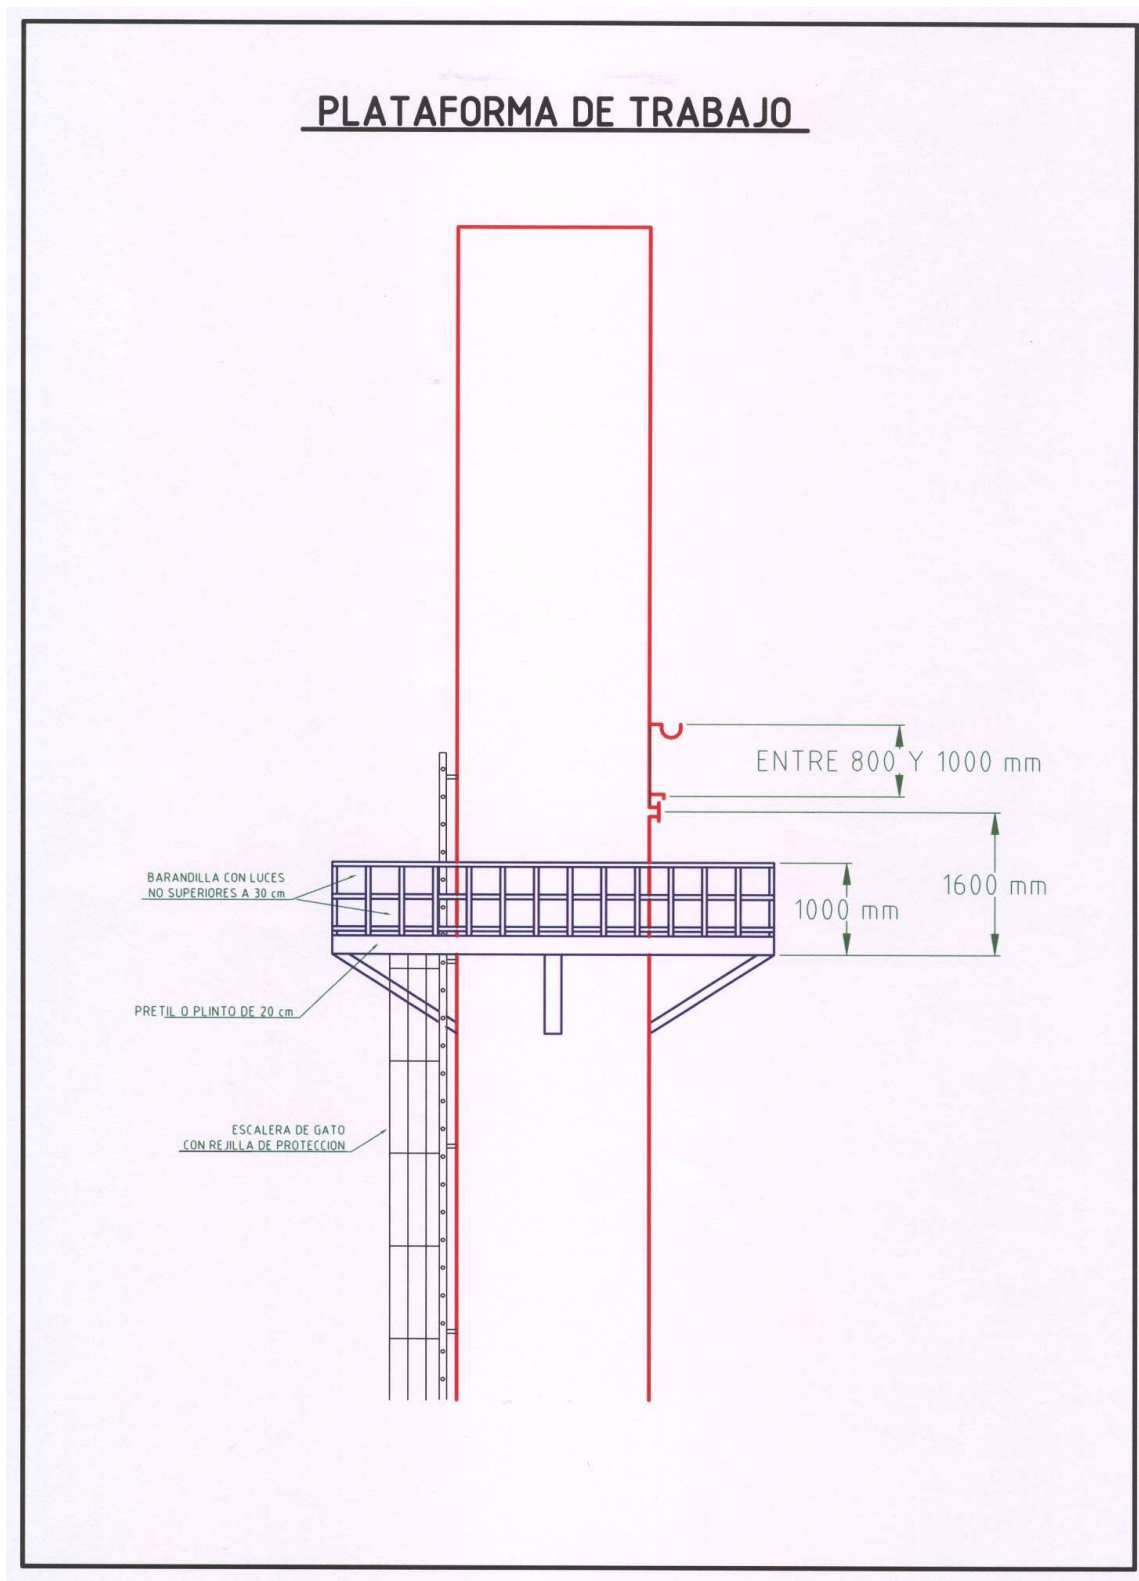 PLATAFORMA DE TRABAJO
ENTRE 800 Y 1000 mm
BARANDILLA CON LUCES
NO SUPERIORES A 30 cm
1600 mm
1000 mm
PRETIL O PLINTO DE 20 cm
ESCALERA DE GATO
CON REJILLA DE PROTECCION